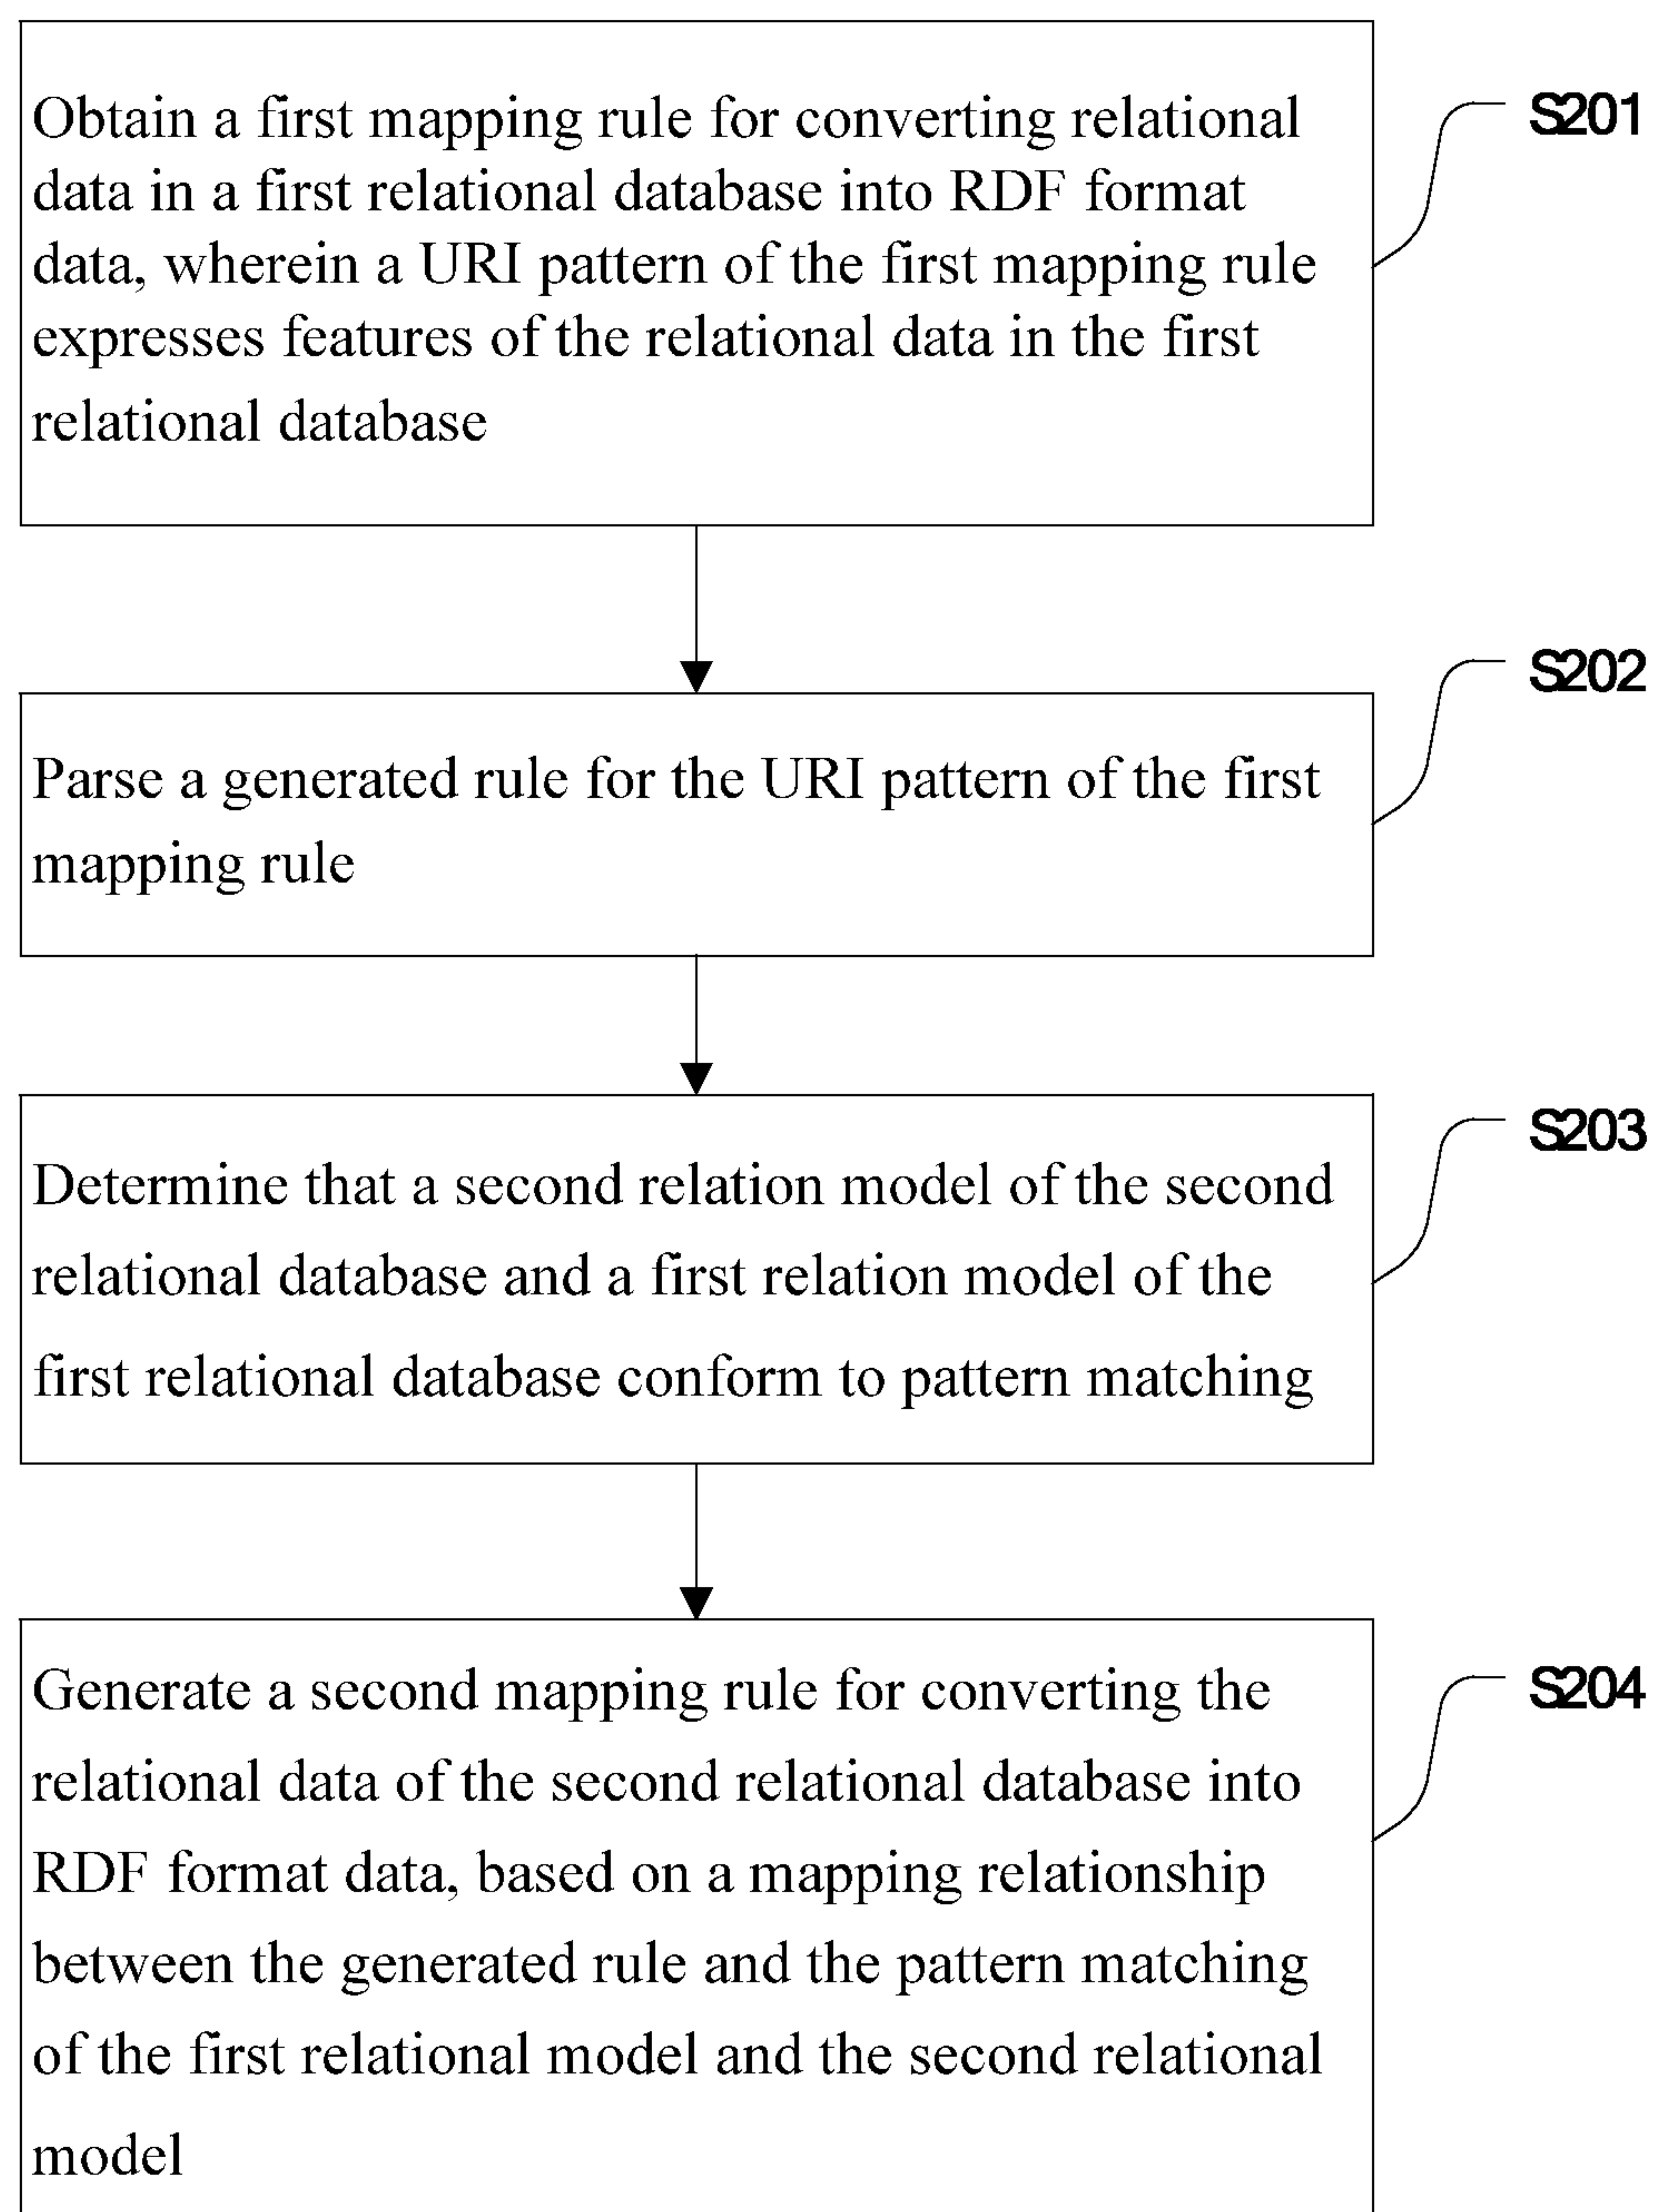 Obtain a first mapping rule for converting relational
data in a first relational database into RDF format
data, wherein a URI pattern of the first mapping rule
expresses features of the relational data in the first
relational database
S201
Parse a generated rule for the URI pattern of the first
mapping rule
S202
Determine that a second relation model of the second
relational database and a first relation model of the
first relational database conform to pattern matching
S203
Generate a second mapping rule for converting the
relational data of the second relational database into
RDF format data, based on a mapping relationship
between the generated rule and the pattern matching
of the first relational model and the second relational
model
S204